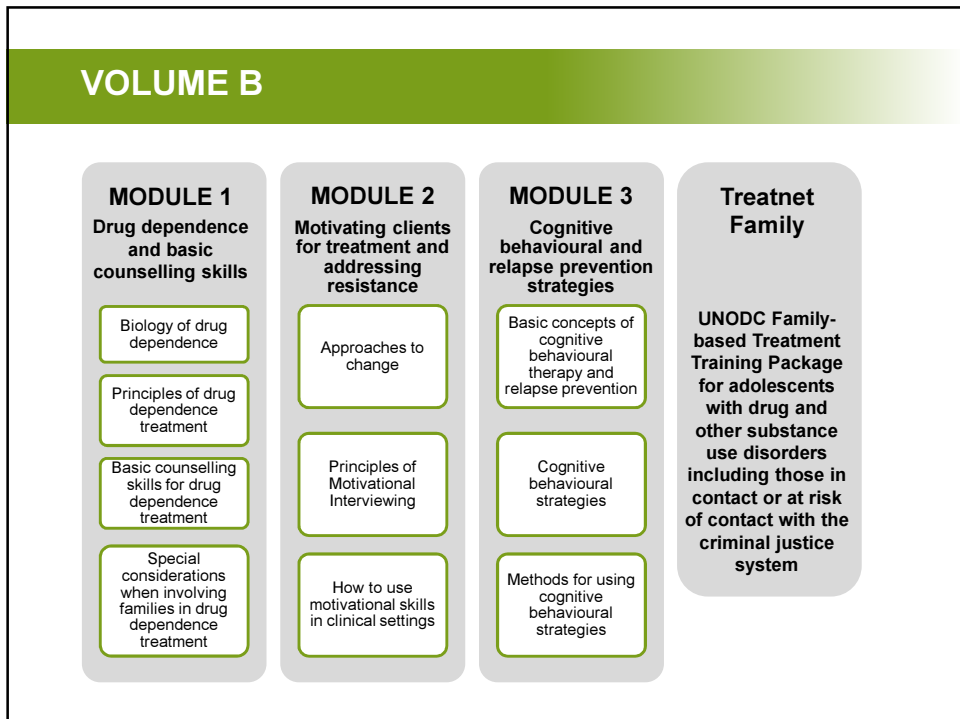 VOLUME B
MODULE 1
Drug dependence
and basic
counselling skills
Biology of drug
dependence
Principles of drug
dependence
treatment
Basic counselling
skills for drug
dependence
treatment
Special
considerations
when involving
families in drug
dependence
treatment
MODULE 2
Motivating clients
for treatment and
addressing
resistance
Approaches to
change
Principles of
Motivational
Interviewing
How to use
motivational skills
in clinical settings
MODULE 3
Cognitive
behavioural and
relapse prevention
strategies
Basic concepts of
cognitive
behavioural
therapy and
relapse prevention
Cognitive
behavioural
strategies
Methods for using
cognitive
behavioural
strategies
Treatnet
Family
UNODC Family-
based Treatment
Training Package
for adolescents
with drug and
other substance
use disorders
including those in
contact or at risk
of contact with the
criminal justice
system